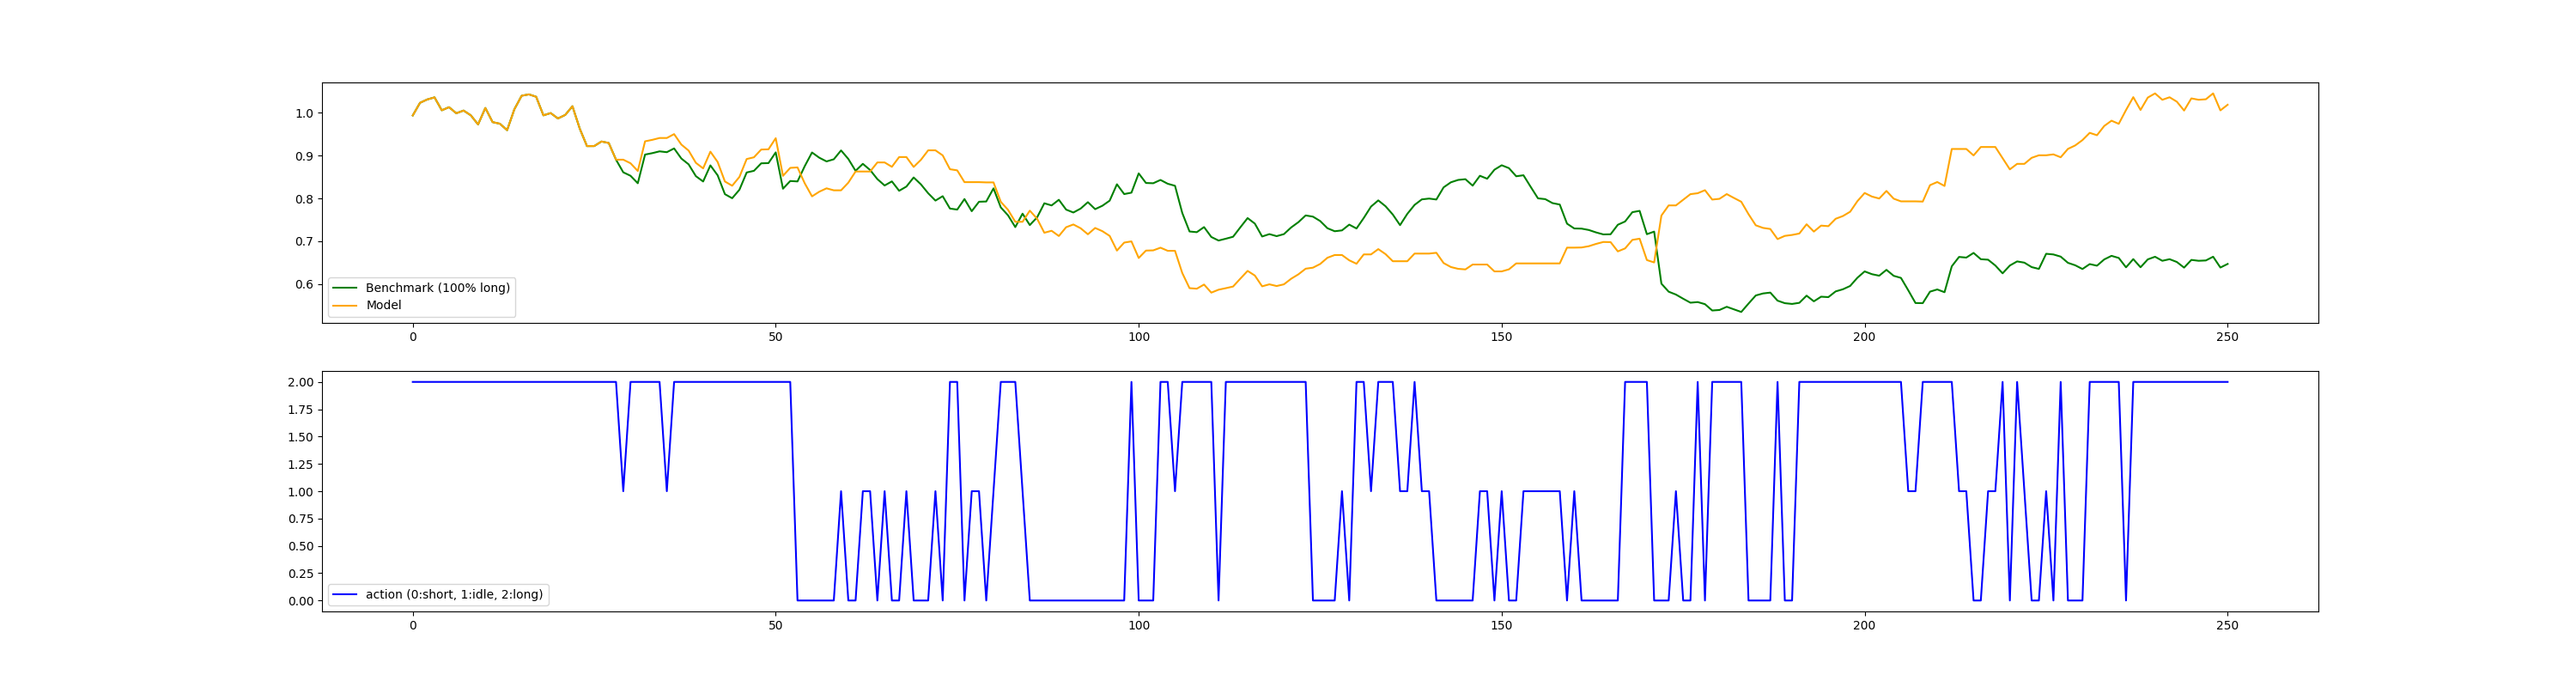 1.0
0.9
0.8
0.7
0.6
Benchmark (100% long)
Model
0 50 100 150 200 250
2.00
1.75
1.50
1.25
1.00
0.75
0.50
0.25
0.00
action (0:short, 1:idle, 2:long)
0 50 100 150 200 250